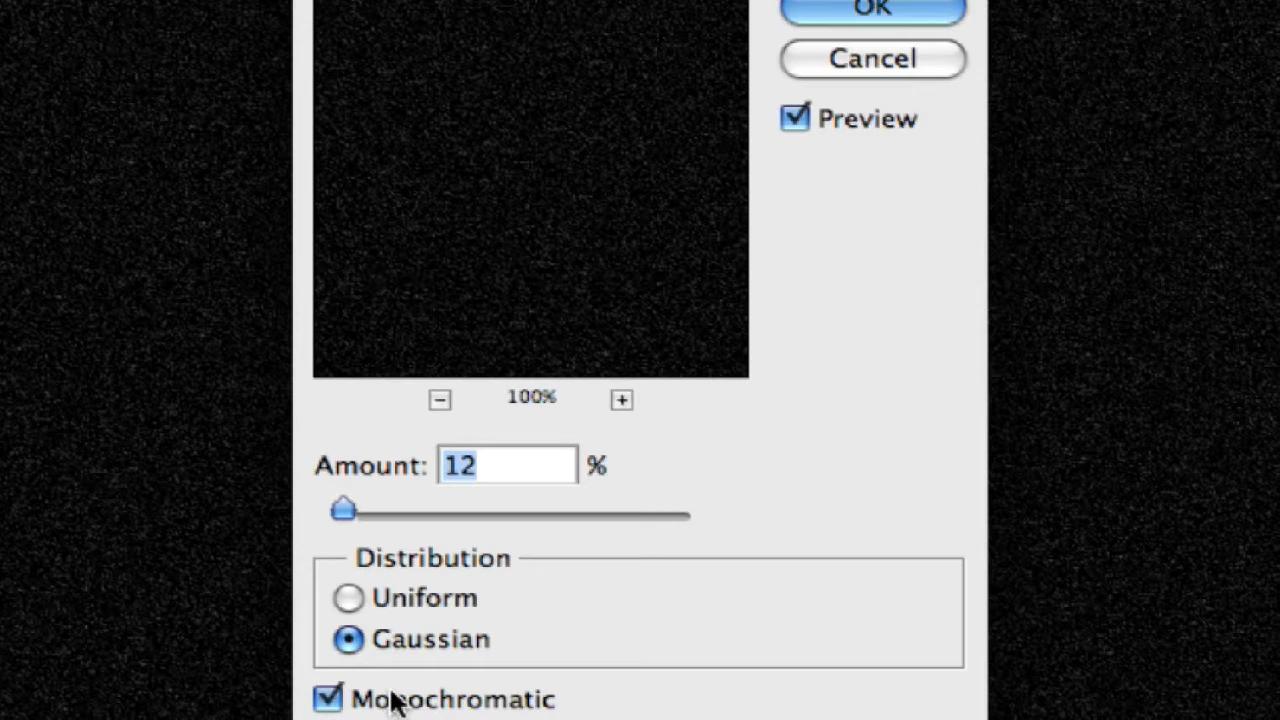 OK
Cancel
Preview
100%
Amount: 12 %
Distribution
Uniform
Gaussian
Monochromatic